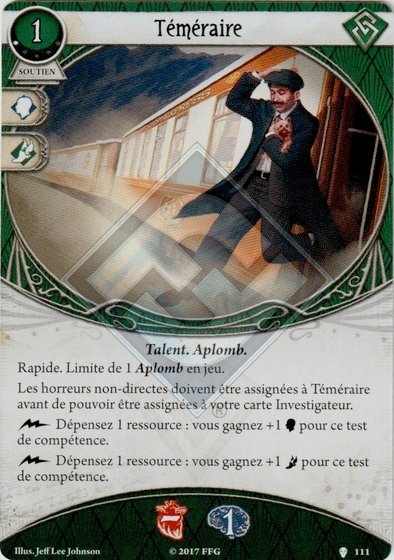 Téméraire
1
SOUTIEN
Talent. Aplomb.
Rapide. Limite de 1 Aplomb en jeu.
Les horreurs non-directes doivent être assignées à Téméraire
avant de pouvoir être assignées à votre carte Investigateur.
Dépensez 1 ressource : vous gagnez +1 pour ce test
de compétence.
Dépensez 1 ressource : vous gagnez +1 pour ce test
de compétence.
1
Illus. Jeff Lee Johnson
© 2017 FFG
111